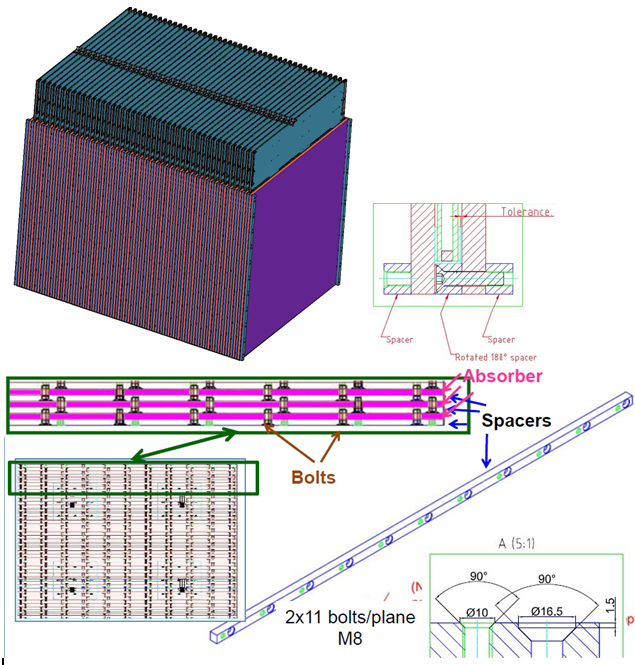 Tolerance
Spacer
Spacer
Rotated 180° spacer
Absorber
Spacers
Bolts
A (5:1)
90°
90°
Ø10
Ø16.5
1.5
2x11 bolts/plane
M8